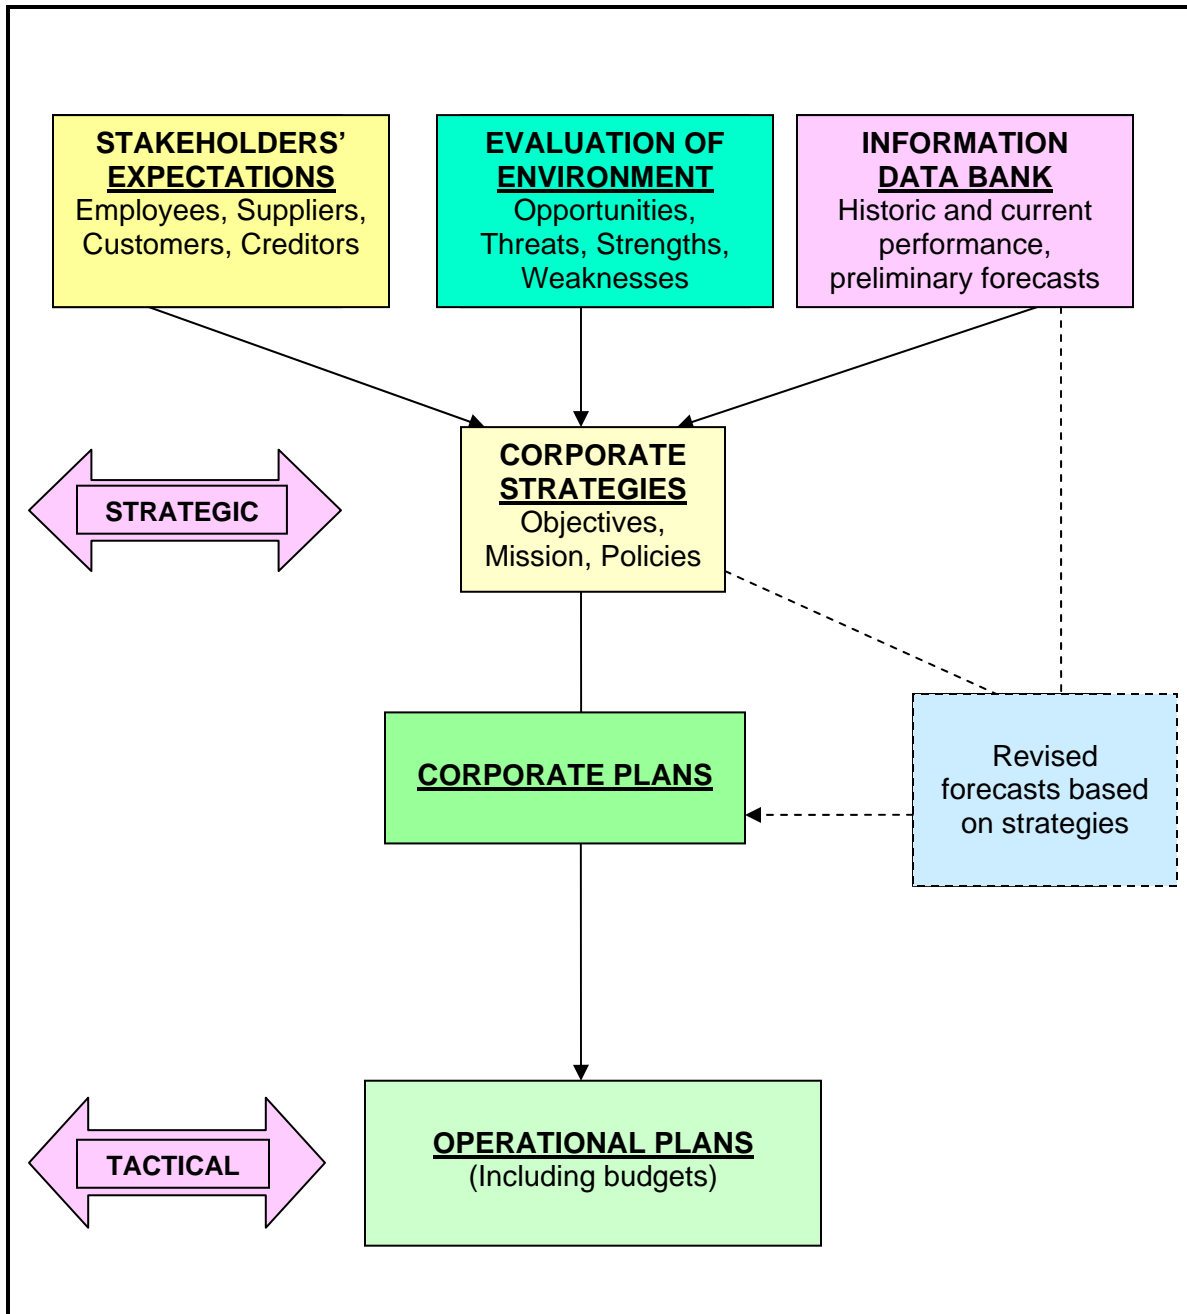 STAKEHOLDERS’
EXPECTATIONS
Employees, Suppliers,
Customers, Creditors
EVALUATION OF
ENVIRONMENT
Opportunities,
Threats, Strengths,
Weaknesses
INFORMATION
DATA BANK
Historic and current
performance,
preliminary forecasts
STRATEGIC
CORPORATE
STRATEGIES
Objectives,
Mission, Policies
CORPORATE PLANS
Revised
forecasts based
on strategies
TACTICAL
OPERATIONAL PLANS
(Including budgets)